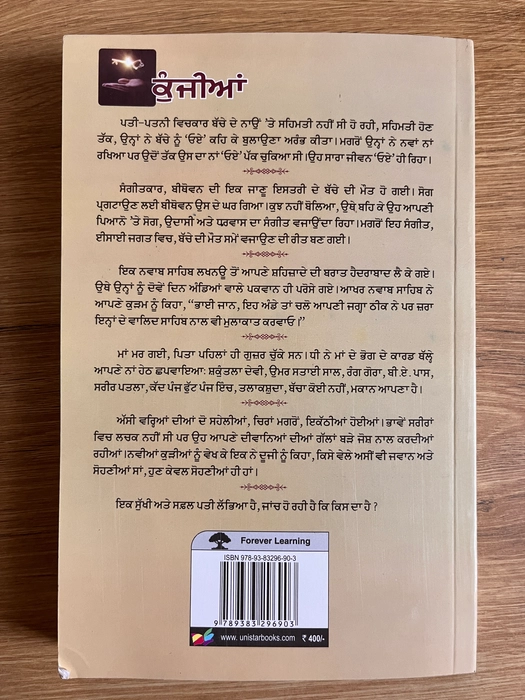 ਕੁੰਜੀਆਂ
ਪਤੀ-ਪਤਨੀ ਵਿਚਕਾਰ ਬੱਚੇ ਦੇ ਨਾਉਂ 'ਤੇ ਸਹਿਮਤੀ ਨਹੀਂ ਸੀ ਹੋ ਰਹੀ, ਸਹਿਮਤੀ ਹੋਣ
ਤੱਕ, ਉਨ੍ਹਾਂ ਨੇ ਬੱਚੇ ਨੂੰ 'ਓਏ' ਕਹਿ ਕੇ ਬੁਲਾਉਣਾ ਅਰੰਭ ਕੀਤਾ। ਮਗਰੋਂ ਉਨ੍ਹਾਂ ਨੇ ਨਵਾਂ ਨਾਂ
ਰਖਿਆ ਪਰ ਉਦੋਂ ਤੱਕ ਉਸ ਦਾ ਨਾਂ 'ਓਏ' ਪੱਕ ਚੁਕਿਆ ਸੀ। ਉਹ ਸਾਰਾ ਜੀਵਨ 'ਓਏ' ਹੀ ਰਿਹਾ।
ਸੰਗੀਤਕਾਰ, ਬੀਥੋਵਨ ਦੀ ਇਕ ਜਾਣੂ ਇਸਤਰੀ ਦੇ ਬੱਚੇ ਦੀ ਮੌਤ ਹੋ ਗਈ। ਸੋਗ
ਪ੍ਰਗਟਾਉਣ ਲਈ ਬੀਥੋਵਨ ਉਸ ਦੇ ਘਰ ਗਿਆ। ਕੁਝ ਨਹੀਂ ਬੋਲਿਆ, ਉਥੇ ਬਹਿ ਕੇ ਉਹ ਆਪਣੀ
ਪਿਆਨੋ 'ਤੇ ਸੋਗ, ਉਦਾਸੀ ਅਤੇ ਧਰਵਾਸ ਦਾ ਸੰਗੀਤ ਵਜਾਉਂਦਾ ਰਿਹਾ। ਮਗਰੋਂ ਇਹ ਸੰਗੀਤ,
ਈਸਾਈ ਜਗਤ ਵਿਚ, ਬੱਚੇ ਦੀ ਮੌਤ ਸਮੇਂ ਵਜਾਉਣ ਦੀ ਰੀਤ ਬਣ ਗਈ।
ਇਕ ਨਵਾਬ ਸਾਹਿਬ ਲਖਨਊ ਤੋਂ ਆਪਣੇ ਸ਼ਹਿਜ਼ਾਦੇ ਦੀ ਬਰਾਤ ਹੈਦਰਾਬਾਦ ਲੈ ਕੇ ਗਏ।
ਉਥੇ ਉਨ੍ਹਾਂ ਨੂੰ ਦੋਵੇਂ ਦਿਨ ਅੰਡਿਆਂ ਵਾਲੇ ਪਕਵਾਨ ਹੀ ਪਰੋਸੇ ਗਏ। ਆਖਰ ਨਵਾਬ ਸਾਹਿਬ ਨੇ
ਆਪਣੇ ਕੁੜਮ ਨੂੰ ਕਿਹਾ, "ਭਾਈ ਜਾਨ, ਇਹ ਅੰਡੇ ਤਾਂ ਚਲੋ ਆਪਣੀ ਜਗ੍ਹਾ ਠੀਕ ਨੇ ਪਰ ਜ਼ਰਾ
ਇਨ੍ਹਾਂ ਦੇ ਵਾਲਿਦ ਸਾਹਿਬ ਨਾਲ ਵੀ ਮੁਲਾਕਾਤ ਕਰਵਾਓ।"
ਮਾਂ ਮਰ ਗਈ, ਪਿਤਾ ਪਹਿਲਾਂ ਹੀ ਗੁਜ਼ਰ ਚੁੱਕੇ ਸਨ। ਧੀ ਨੇ ਮਾਂ ਦੇ ਭੋਗ ਦੇ ਕਾਰਡ ਥੱਲੇ
ਆਪਣੇ ਨਾਂ ਹੇਠ ਛਪਵਾਇਆ: ਸ਼ਕੁੰਤਲਾ ਦੇਵੀ, ਉਮਰ ਸਤਾਈ ਸਾਲ, ਰੰਗ ਗੋਰਾ, ਬੀ.ਏ. ਪਾਸ,
ਸਰੀਰ ਪਤਲਾ, ਕੱਦ ਪੰਜ ਫੁੱਟ ਪੰਜ ਇੰਚ, ਤਲਾਕਸ਼ੁਦਾ, ਬੱਚਾ ਕੋਈ ਨਹੀਂ, ਮਕਾਨ ਆਪਣਾ ਹੈ।
ਅੱਸੀ ਵਰ੍ਹਿਆਂ ਦੀਆਂ ਦੋ ਸਹੇਲੀਆਂ, ਚਿਰਾਂ ਮਗਰੋਂ, ਇਕੱਠੀਆਂ ਹੋਈਆਂ। ਭਾਵੇਂ ਸਰੀਰਾਂ
ਵਿਚ ਲਚਕ ਨਹੀਂ ਸੀ ਪਰ ਉਹ ਆਪਣੇ ਦੀਵਾਨਿਆਂ ਦੀਆਂ ਗੱਲਾਂ ਬੜੇ ਜੋਸ਼ ਨਾਲ ਕਰਦੀਆਂ
ਰਹੀਆਂ। ਨਵੀਆਂ ਕੁੜੀਆਂ ਨੂੰ ਵੇਖ ਕੇ ਇਕ ਨੇ ਦੂਜੀ ਨੂੰ ਕਿਹਾ, ਕਿਸੇ ਵੇਲੇ ਅਸੀਂ ਵੀ ਜਵਾਨ ਅਤੇ
ਸੋਹਣੀਆਂ ਸਾਂ, ਹੁਣ ਕੇਵਲ ਸੋਹਣੀਆਂ ਹੀ ਹਾਂ।
ਇਕ ਸੁੱਖੀ ਅਤੇ ਸਫ਼ਲ ਪਤੀ ਲੱਭਿਆ ਹੈ, ਜਾਂਚ ਹੋ ਰਹੀ ਹੈ ਕਿ ਕਿਸ ਦਾ ਹੈ ?
Forever Learning
ISBN 978-93-83296-90-3
9 789383 296903
www.unistarbooks.com ₹ 400/-